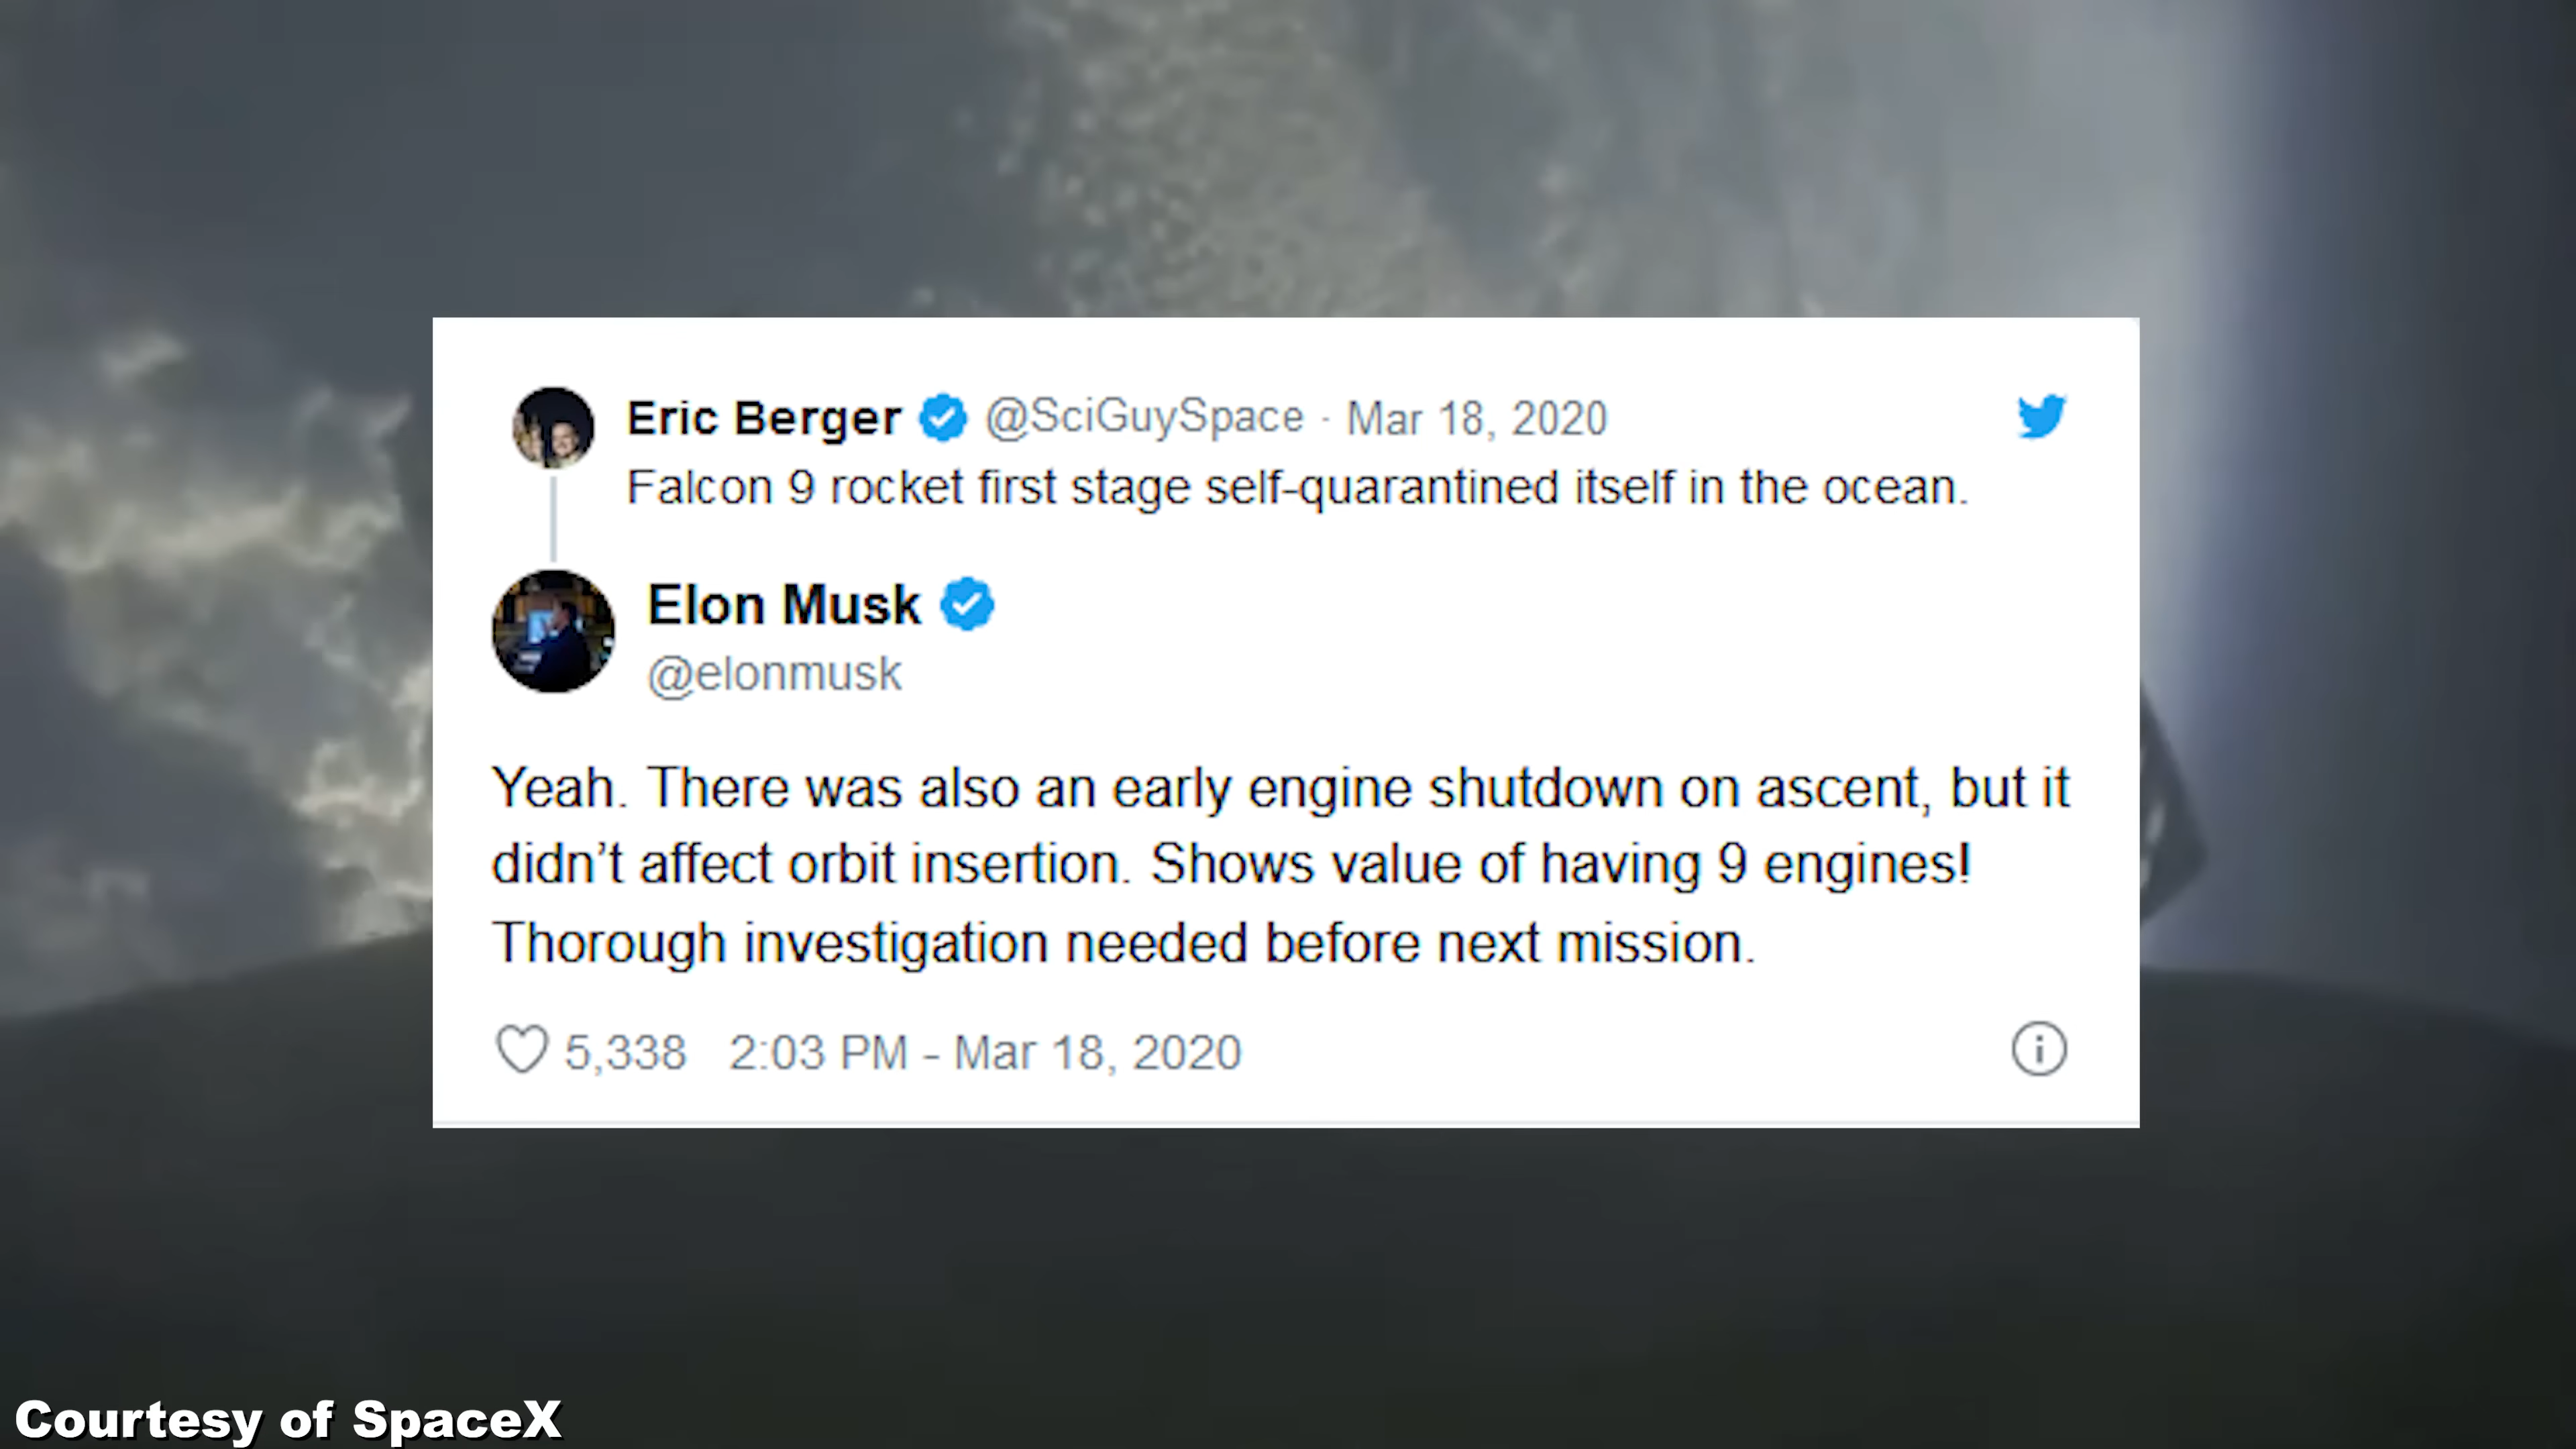 Eric Berger @SciGuySpace · Mar 18, 2020
Falcon 9 rocket first stage self-quarantined itself in the ocean.
Elon Musk
@elonmusk
Yeah. There was also an early engine shutdown on ascent, but it
didn’t affect orbit insertion. Shows value of having 9 engines!
Thorough investigation needed before next mission.
5,338 2:03 PM - Mar 18, 2020
Courtesy of SpaceX